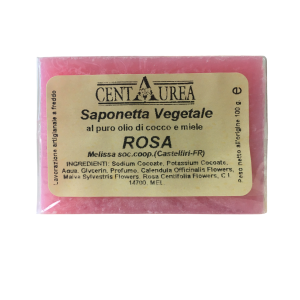 CENTAUREA
Saponetta Vegetale
al puro olio di cocco e miele
ROSA
Melissa soc.coop.(Castelliri-FR)
INGREDIENTI: Sodium Cocoate, Potassium Cocoate,
Aqua, Glycerin, Profumo, Calendula Officinalis Flowers,
Malva Sylvestris Flowers, Rosa Centifolia Flowers, C.I.
14700, MEL.
Lavorazione artigianale a freddo
Peso netto all'origine 100 g. e